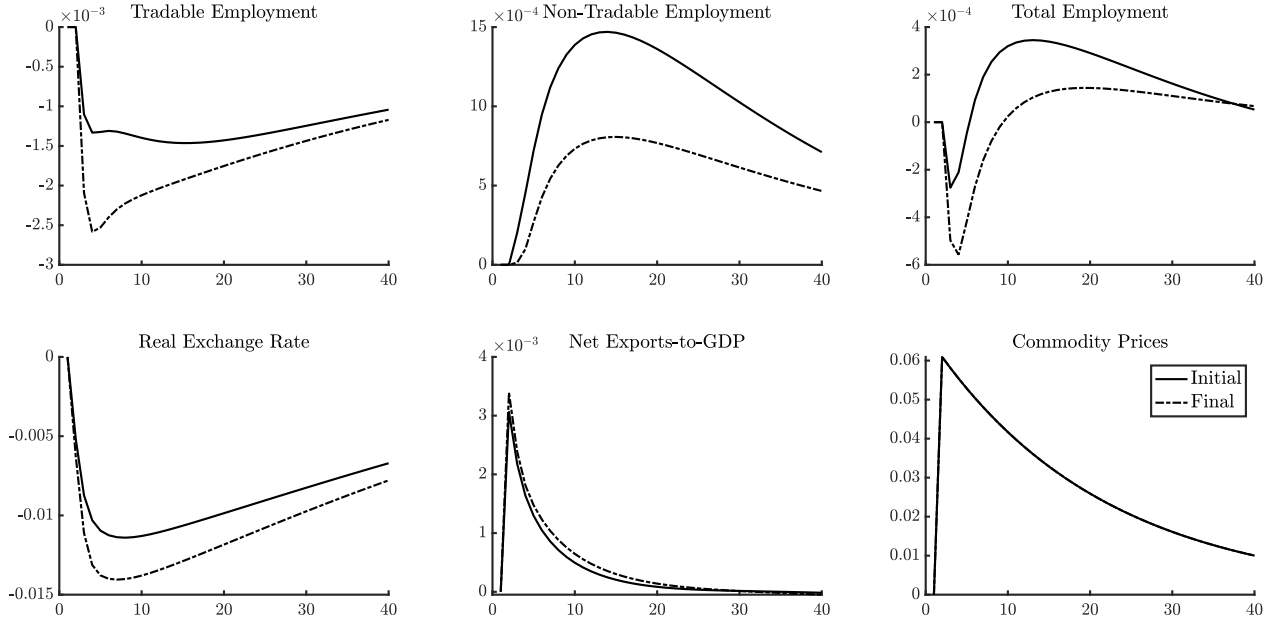 Tradable Employment
×10⁻³
0
-0.5
-1
-1.5
-2
-2.5
-3
0 10 20 30 40
Non-Tradable Employment
×10⁻⁴
15
10
5
0
0 10 20 30 40
Total Employment
×10⁻⁴
4
2
0
-2
-4
-6
0 10 20 30 40
Real Exchange Rate
0
-0.005
-0.01
-0.015
0 10 20 30 40
Net Exports-to-GDP
×10⁻³
4
3
2
1
0
0 10 20 30 40
Commodity Prices
0.06
0.05
0.04
0.03
0.02
0.01
0
0 10 20 30 40
Initial
Final